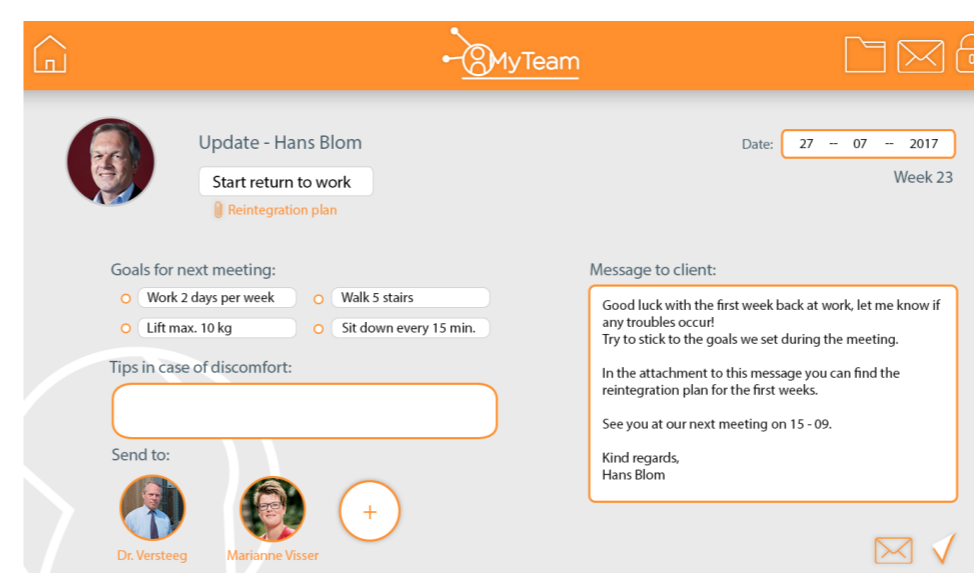 MyTeam
Update - Hans Blom
Date: 27 -- 07 -- 2017
Start return to work
Week 23
Reintegration plan
Goals for next meeting:
Work 2 days per week
Walk 5 stairs
Lift max. 10 kg
Sit down every 15 min.
Tips in case of discomfort:
Send to:
Dr. Versteeg
Marianne Visser
+
Message to client:
Good luck with the first week back at work, let me know if
any troubles occur!
Try to stick to the goals we set during the meeting.
In the attachment to this message you can find the
reintegration plan for the first weeks.
See you at our next meeting on 15 - 09.
Kind regards,
Hans Blom